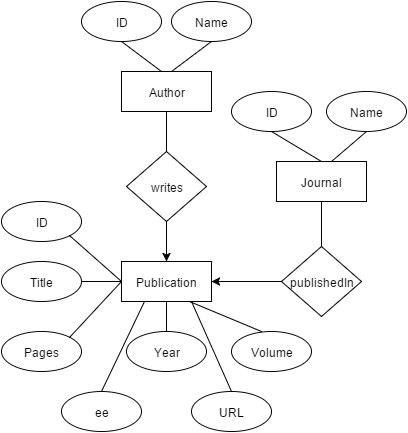 ID
Name
Author
ID
Name
writes
Journal
ID
Title
Publication
publishedIn
Pages
Year
Volume
ee
URL